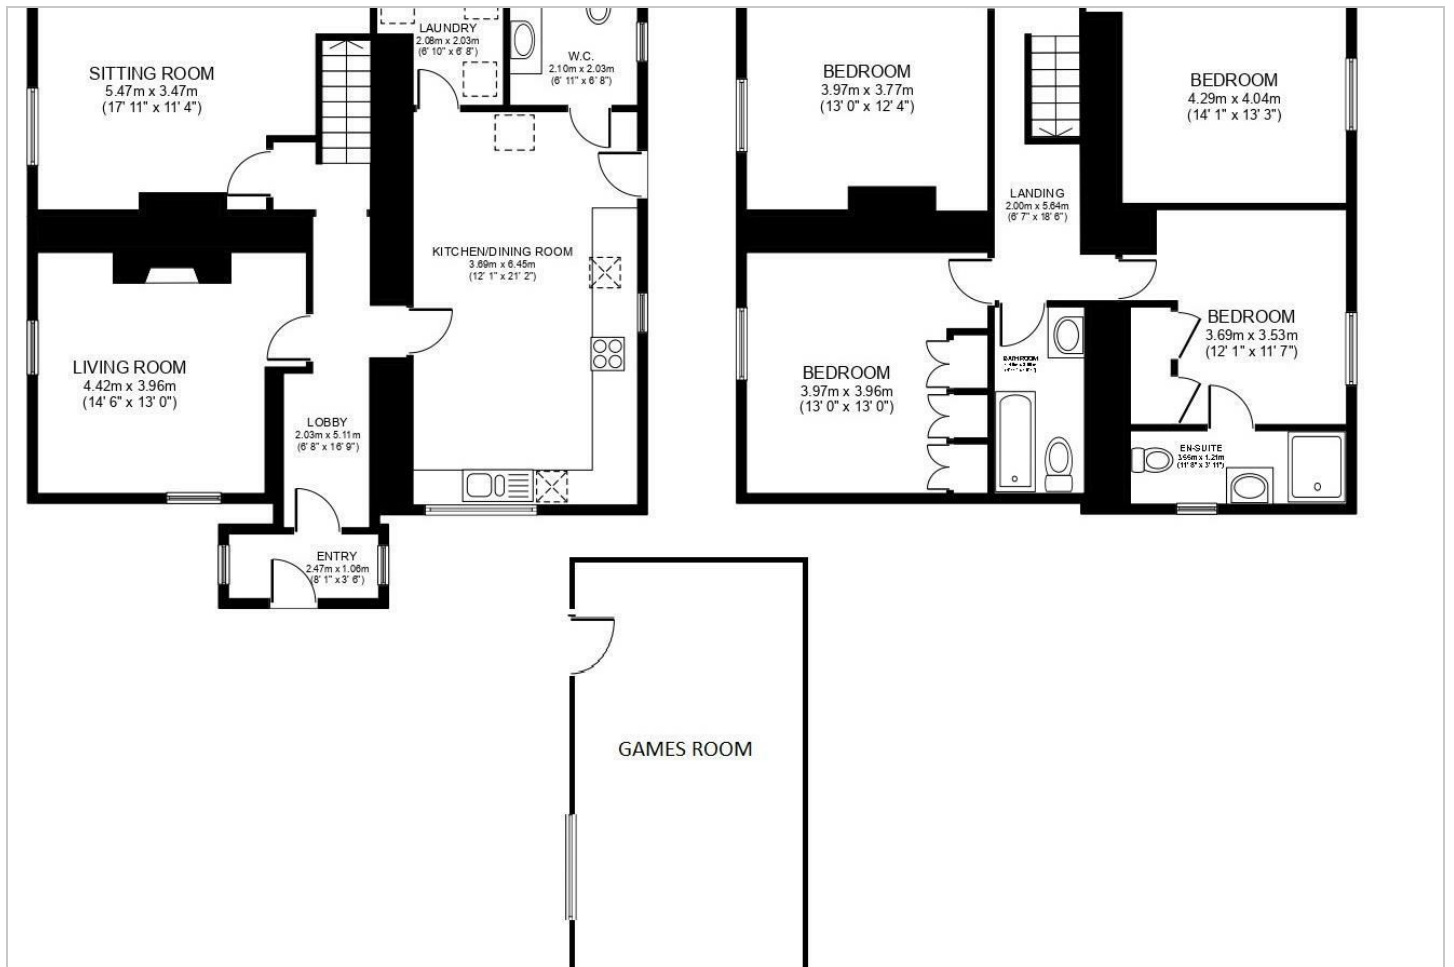 LAUNDRY
2.08m x 2.03m
(6' 10" x 6' 8")
W.C.
2.10m x 2.03m
(6' 11" x 6' 8")
SITTING ROOM
5.47m x 3.47m
(17' 11" x 11' 4")
KITCHEN/DINING ROOM
3.69m x 6.45m
(12' 1" x 21' 2")
LIVING ROOM
4.42m x 3.96m
(14' 6" x 13' 0")
LOBBY
2.03m x 5.11m
(6' 8" x 16' 9")
ENTRY
2.47m x 1.06m
(8' 1" x 3' 6")
BEDROOM
3.97m x 3.77m
(13' 0" x 12' 4")
BEDROOM
4.29m x 4.04m
(14' 1" x 13' 3")
LANDING
2.00m x 5.64m
(6' 7" x 18' 6")
BEDROOM
3.69m x 3.53m
(12' 1" x 11' 7")
BEDROOM
3.97m x 3.96m
(13' 0" x 13' 0")
BATHROOM
EN-SUITE
3.56m x 1.21m
(11' 8" x 3' 11")
GAMES ROOM